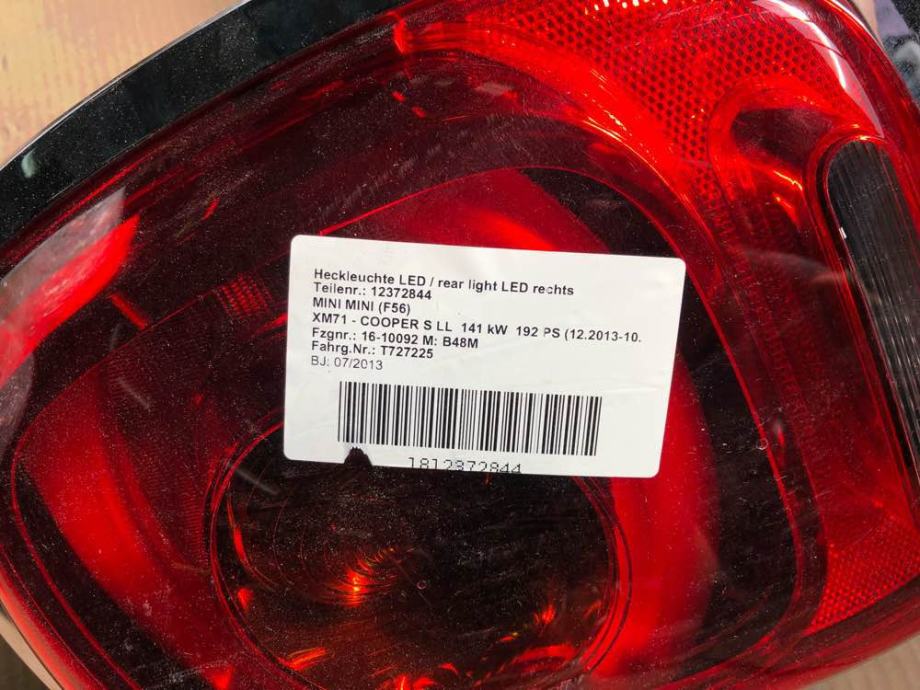 Heckleuchte LED / rear light LED rechts
Teilenr.: 12372844
MINI MINI (F56)
XM71 - COOPER S LL 141 kW 192 PS (12.2013-10.
Fzgnr.: 16-10092 M: B48M
Fahrg.Nr.: T727225
BJ: 07/2013
1812372844